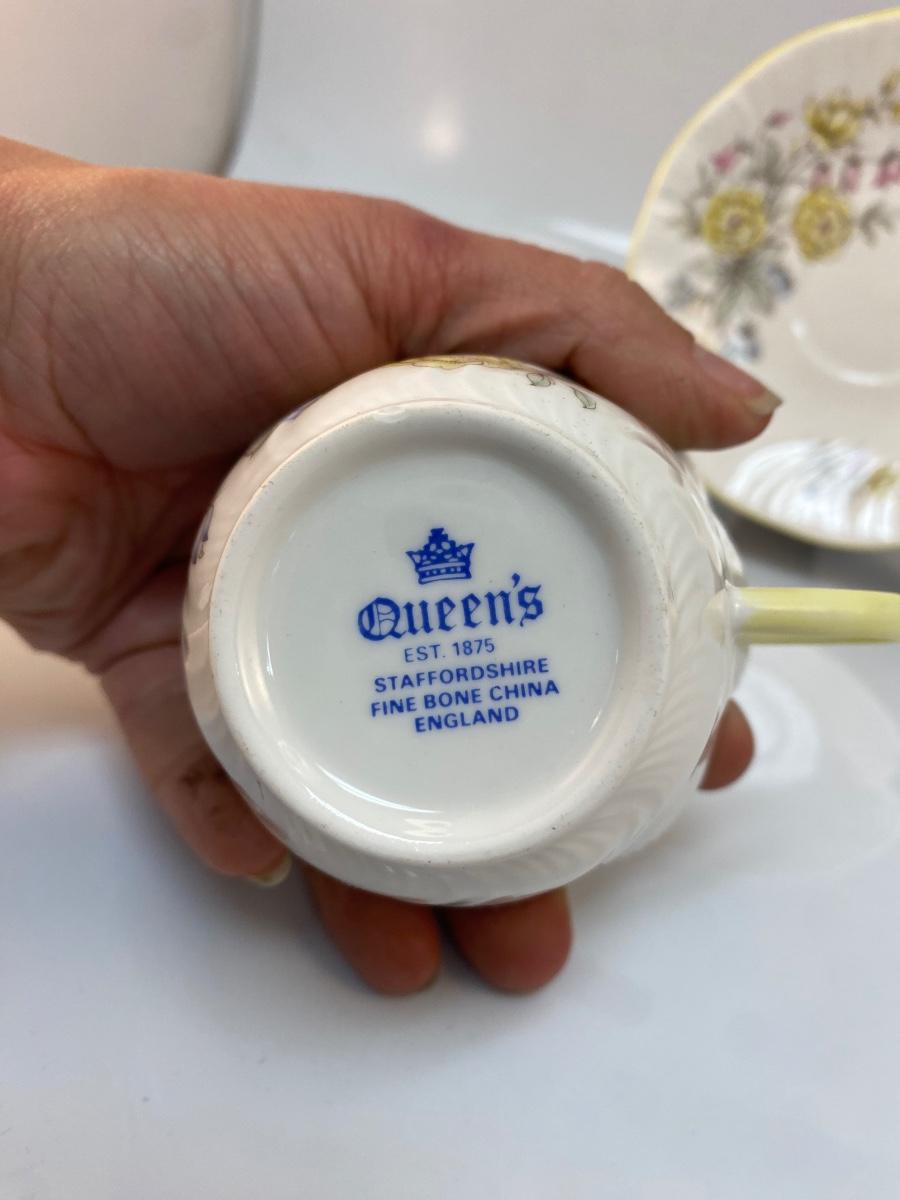 Queen's
EST. 1875
STAFFORDSHIRE
FINE BONE CHINA
ENGLAND